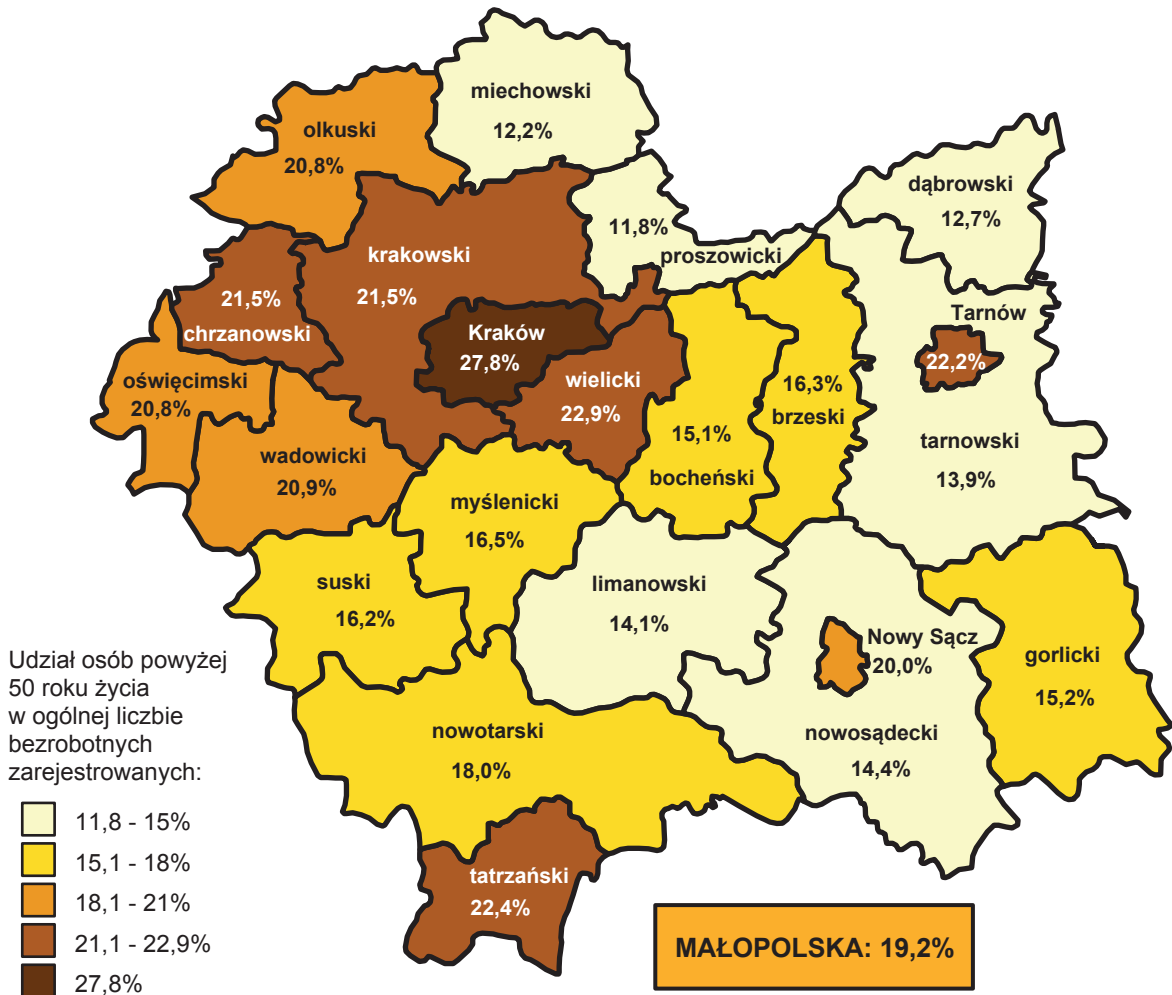 miechowski
12,2%
olkuski
20,8%
dąbrowski
12,7%
11,8%
proszowicki
krakowski
21,5%
21,5%
chrzanowski
Kraków
27,8%
Tarnów
22,2%
oświęcimski
20,8%
wielicki
22,9%
16,3%
brzeski
15,1%
bocheński
tarnowski
13,9%
wadowicki
20,9%
myślenicki
16,5%
suski
16,2%
limanowski
14,1%
Nowy Sącz
20,0%
gorlicki
15,2%
nowosądecki
14,4%
nowotarski
18,0%
tatrzański
22,4%
Udział osób powyżej
50 roku życia
w ogólnej liczbie
bezrobotnych
zarejestrowanych:
11,8 - 15%
15,1 - 18%
18,1 - 21%
21,1 - 22,9%
27,8%
MAŁOPOLSKA: 19,2%